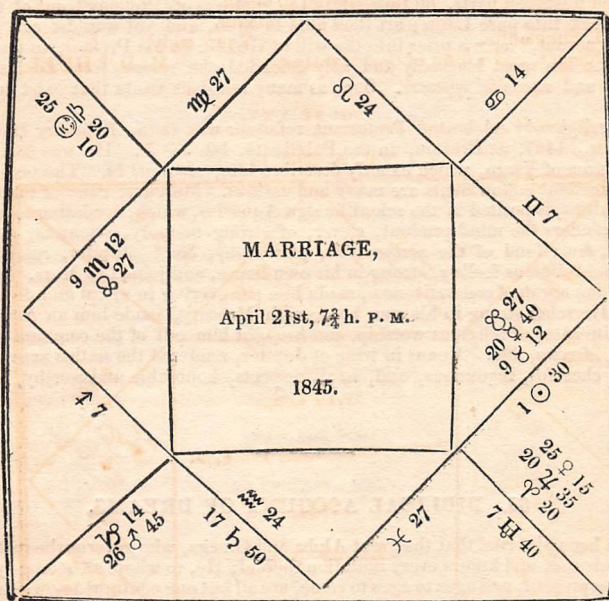 ♍ 27
♌ 24
♋ 14
25 ☽ ♎ 20
10
♊ 7
9 ♏ 12
☋ 27
MARRIAGE,
April 21st, 7¾ h. P. M.
1845.
☊ 27
20 ☿ 40
9 ♉ 12
1 ☉ 30
♐ 7
25 ♀ 15
20 ♃ 35
♈ 20
7 ♅ 40
♑ 14
26 ♂ 45
♒ 24
17 ♄ 50
♓ 27